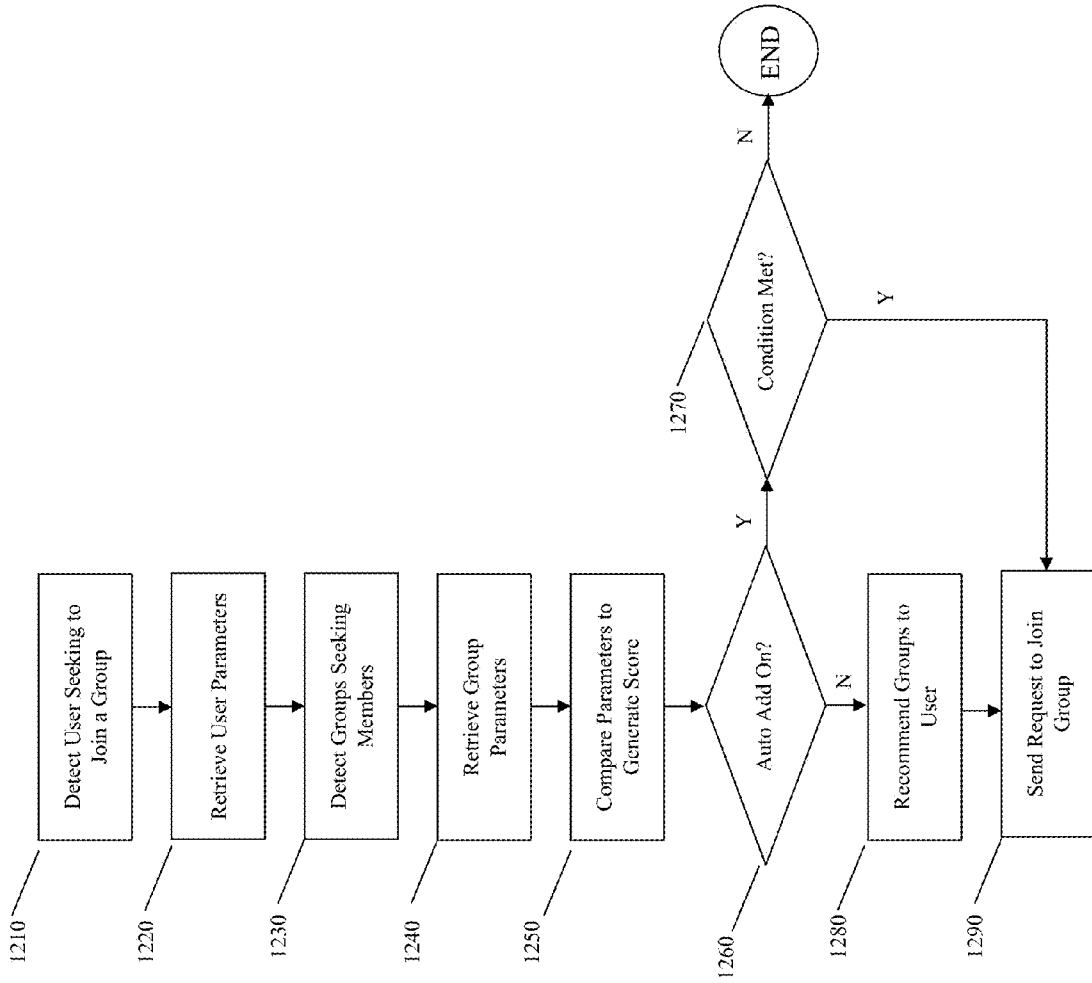 1210
Detect User Seeking to
Join a Group
1220
Retrieve User Parameters
1230
Detect Groups Seeking
Members
1240
Retrieve Group
Parameters
1250
Compare Parameters to
Generate Score
1260
Auto Add On?
Y
N
1270
Condition Met?
N
END
Y
1280
Recommend Groups to
User
1290
Send Request to Join
Group